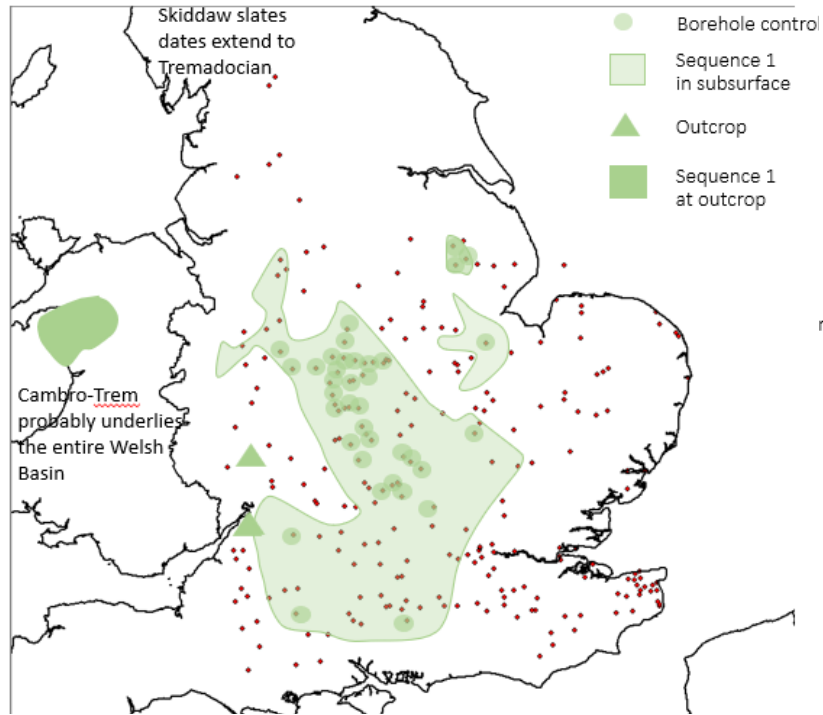 Skiddaw slates
dates extend to
Tremadocian
Borehole control
Sequence 1
in subsurface
Outcrop
Sequence 1
at outcrop
Cambro-Trem
probably underlies
the entire Welsh
Basin